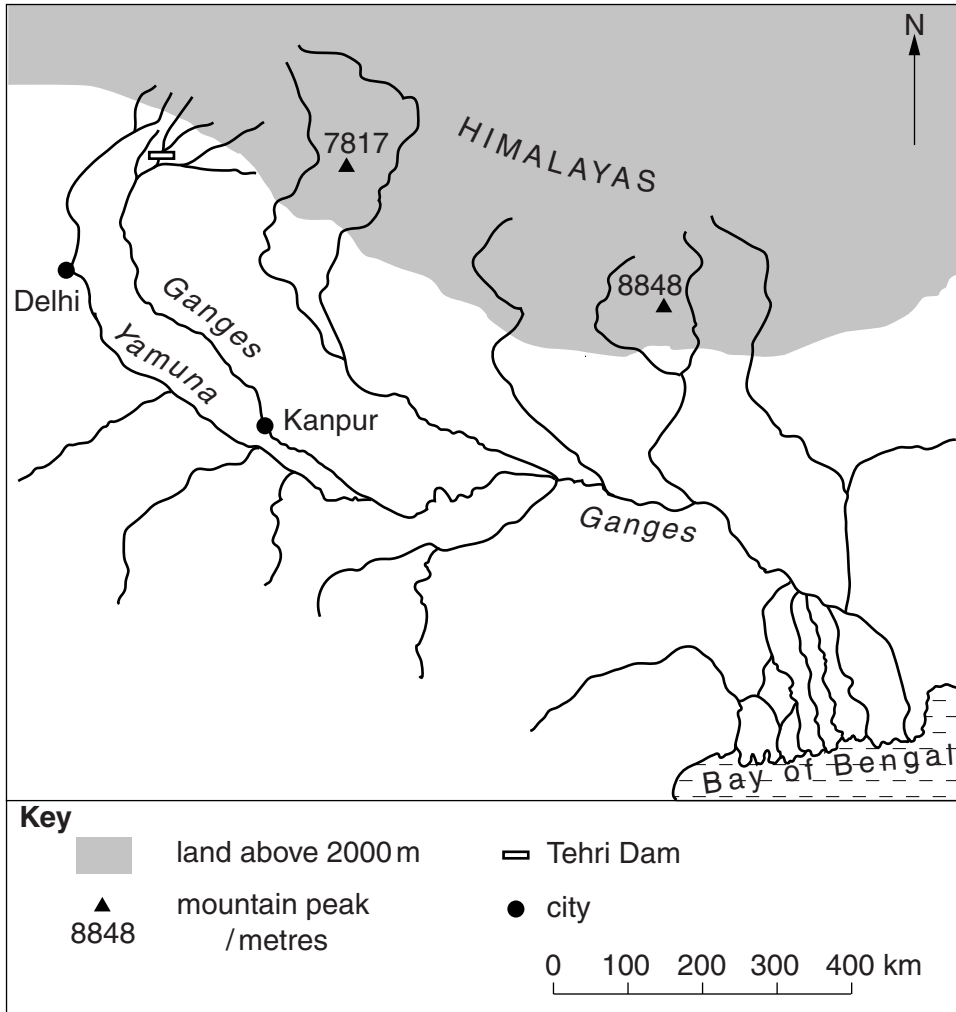 N
HIMALAYAS
7817
8848
Delhi
Ganges
Yamuna
Kanpur
Ganges
Bay of Bengal
Key
land above 2000 m
Tehri Dam
8848
mountain peak
/ metres
city
0 100 200 300 400 km